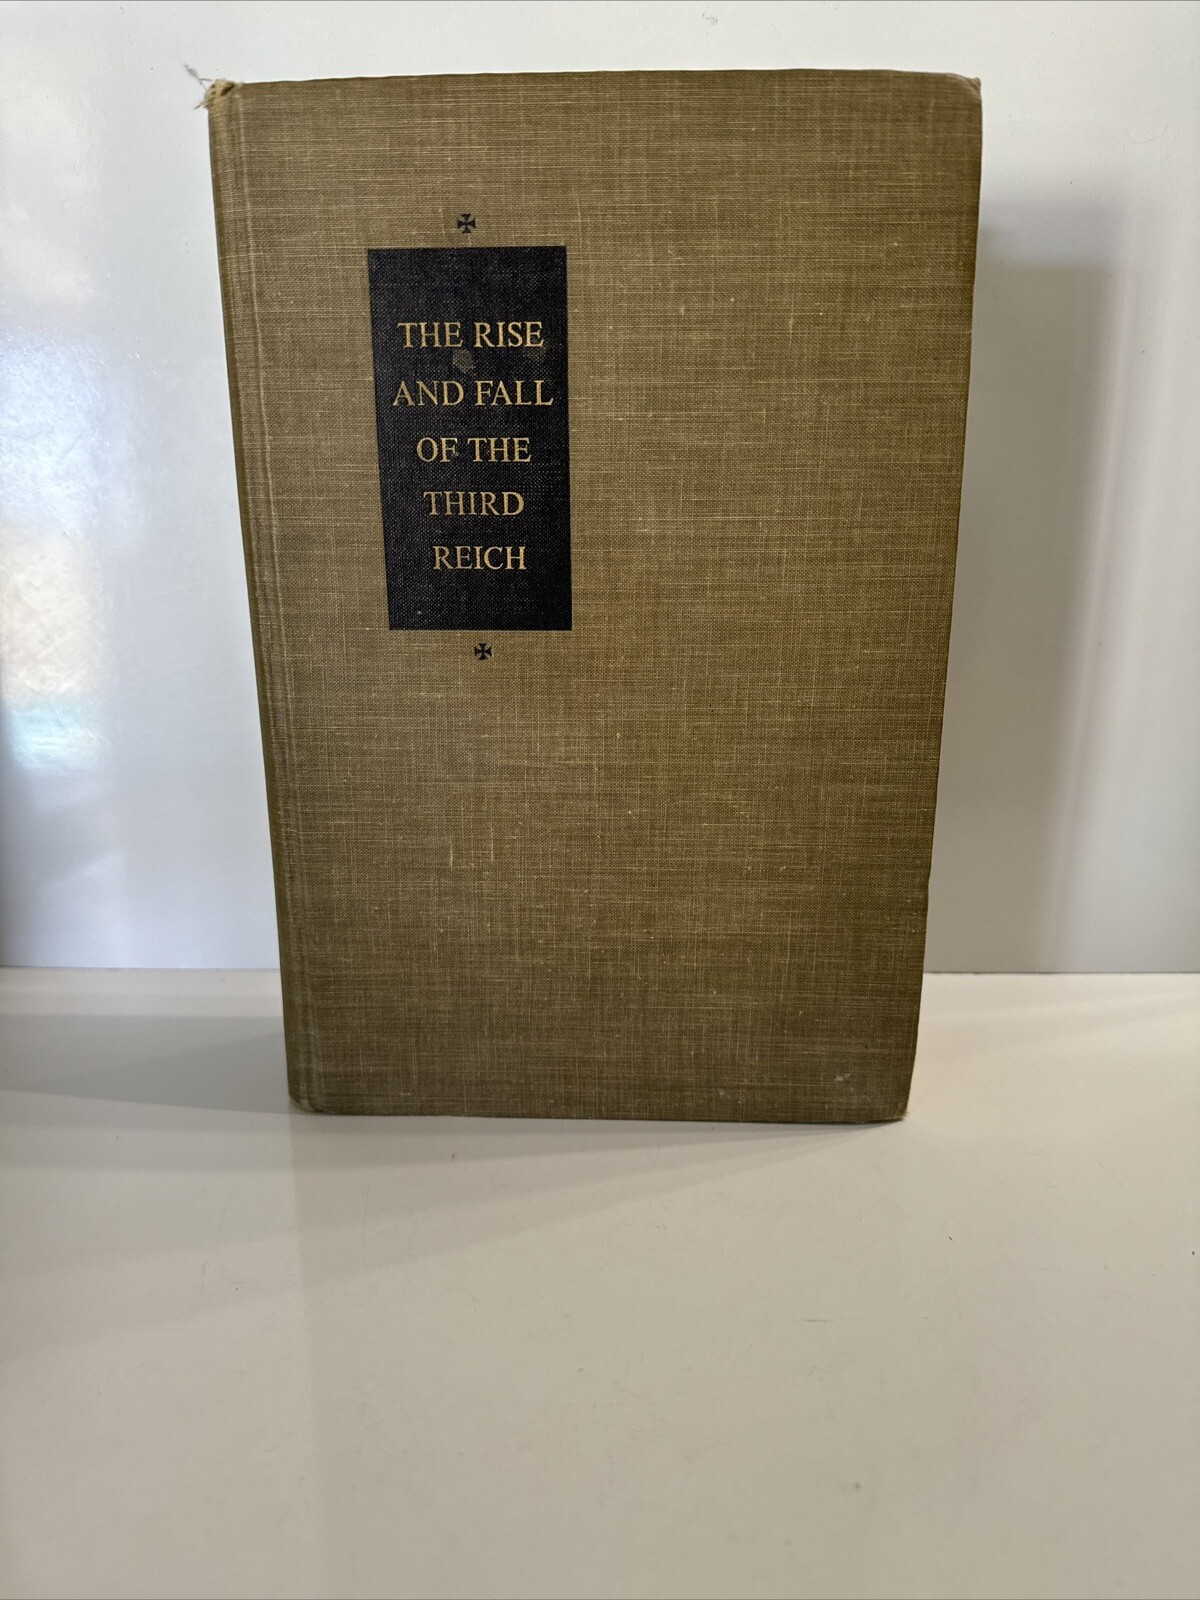 THE RISE
AND FALL
OF THE
THIRD
REICH